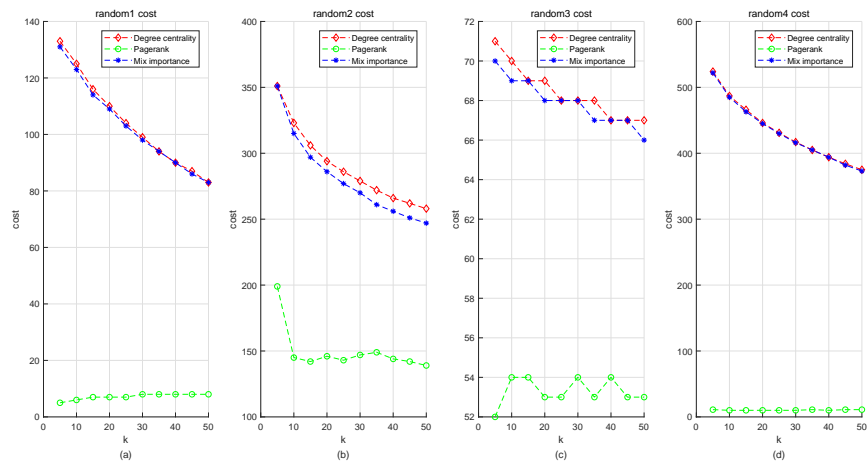 random1 cost
140
120
100
80
60
40
20
0
cost
0 10 20 30 40 50
k
(a)
Degree centrality
Pagerank
Mix importance
random2 cost
400
350
300
250
200
150
100
cost
0 10 20 30 40 50
k
(b)
Degree centrality
Pagerank
Mix importance
random3 cost
72
70
68
66
64
62
60
58
56
54
52
cost
0 10 20 30 40 50
k
(c)
Degree centrality
Pagerank
Mix importance
random4 cost
600
500
400
300
200
100
0
cost
0 10 20 30 40 50
k
(d)
Degree centrality
Pagerank
Mix importance